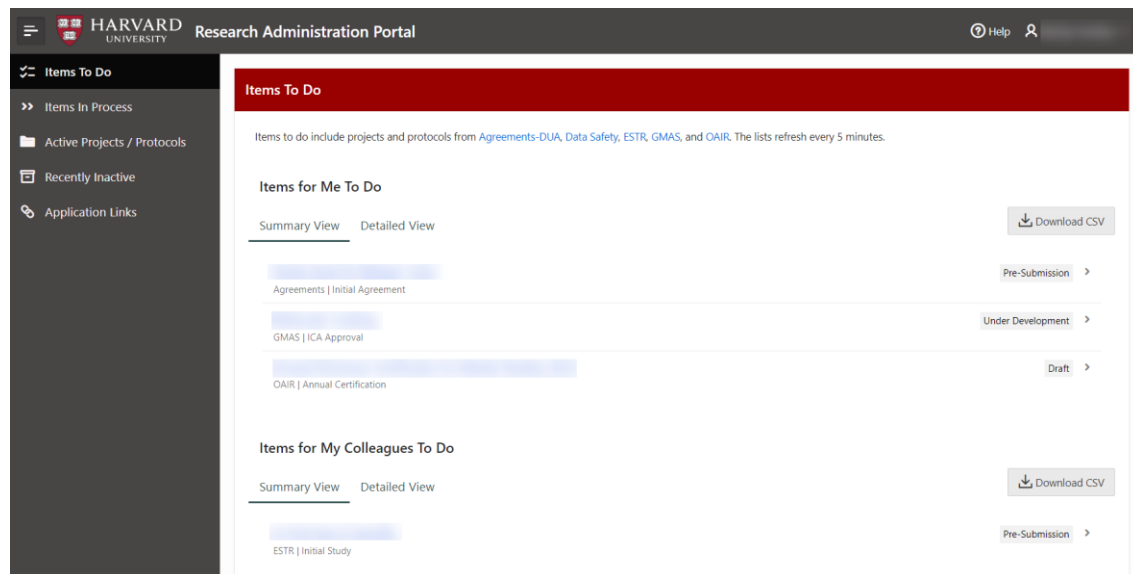 HARVARD
UNIVERSITY
Research Administration Portal
Help
Items To Do
Items In Process
Active Projects / Protocols
Recently Inactive
Application Links
Items To Do
Items to do include projects and protocols from Agreements-DUA, Data Safety, ESTR, GMAS, and OAIR. The lists refresh every 5 minutes.
Items for Me To Do
Summary View Detailed View
Download CSV
Pre-Submission
Agreements | Initial Agreement
Under Development
GMAS | ICA Approval
Draft
OAIR | Annual Certification
Items for My Colleagues To Do
Summary View Detailed View
Download CSV
Pre-Submission
ESTR | Initial Study